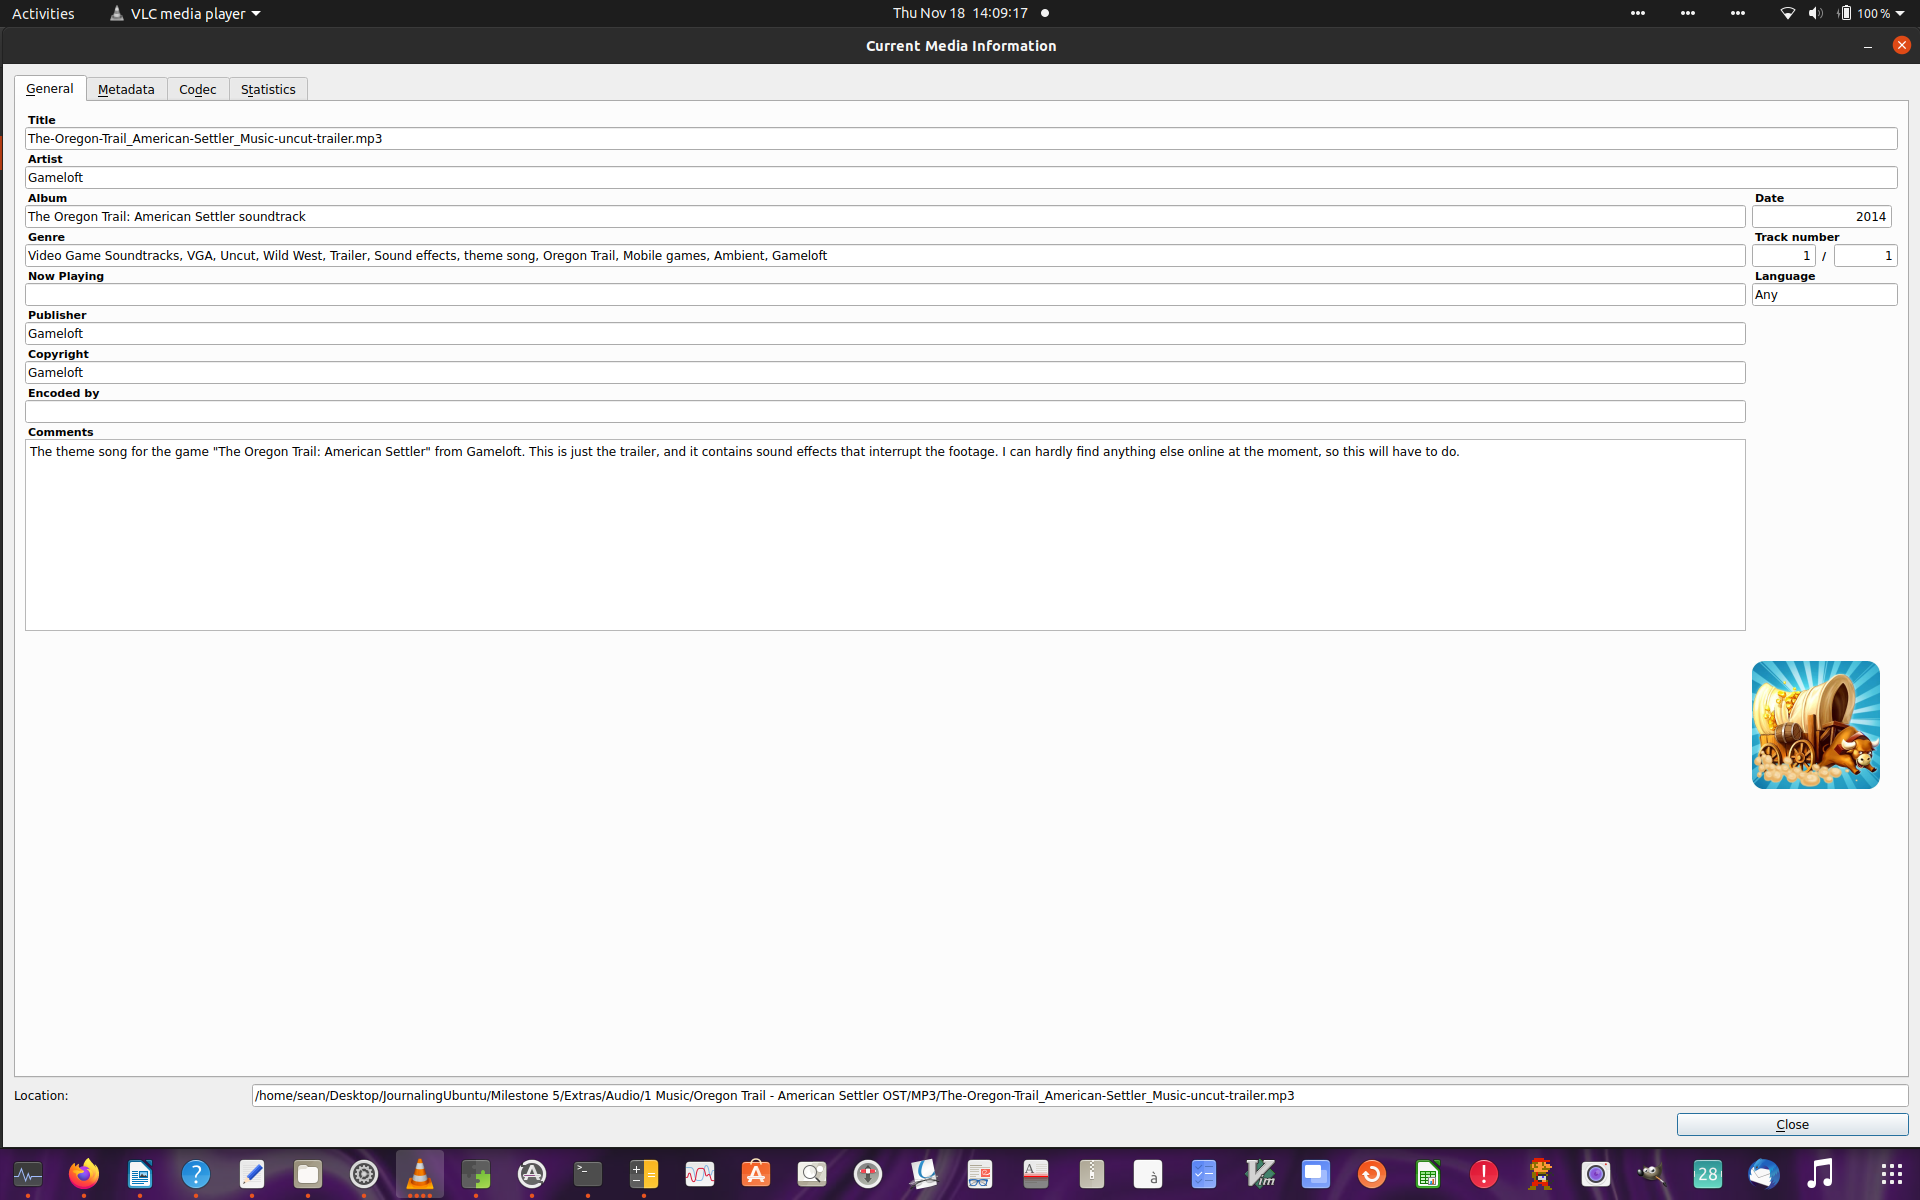 Activities
VLC media player
Thu Nov 18 14:09:17
100 %
Current Media Information
General
Metadata
Codec
Statistics
Title
The-Oregon-Trail_American-Settler_Music-uncut-trailer.mp3
Artist
Gameloft
Album
Date
The Oregon Trail: American Settler soundtrack
2014
Genre
Track number
Video Game Soundtracks, VGA, Uncut, Wild West, Trailer, Sound effects, theme song, Oregon Trail, Mobile games, Ambient, Gameloft
1 / 1
Now Playing
Language
Any
Publisher
Gameloft
Copyright
Gameloft
Encoded by
Comments
The theme song for the game "The Oregon Trail: American Settler" from Gameloft. This is just the trailer, and it contains sound effects that interrupt the footage. I can hardly find anything else online at the moment, so this will have to do.
Location:
/home/sean/Desktop/JournalingUbuntu/Milestone 5/Extras/Audio/1 Music/Oregon Trail - American Settler OST/MP3/The-Oregon-Trail_American-Settler_Music-uncut-trailer.mp3
Close
28